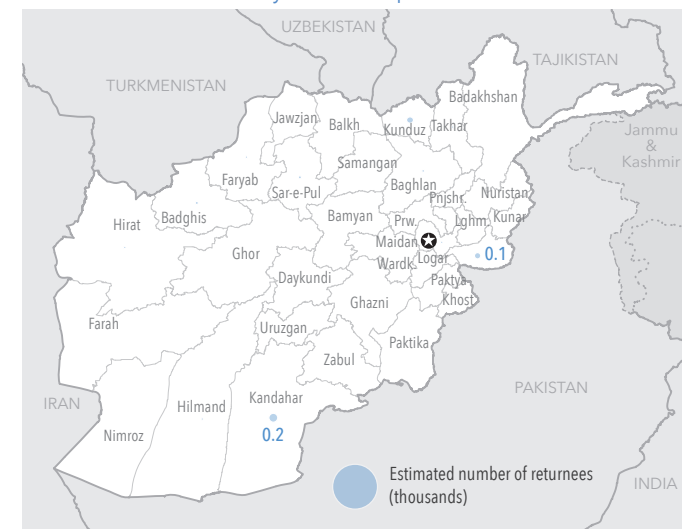 UZBEKISTAN
TAJIKISTAN
TURKMENISTAN
Badakhshan
Jawzjan
Balkh
Kunduz
Takhar
Jammu
&
Kashmir
Samangan
Faryab
Baghlan
Sar-e-Pul
Nuristan
Pnjshr
Badghis
Bamyan
Prw.
Lghm.
Kunar
Hirat
Maidan
Ghor
Logar
0.1
Wardk.
Daykundi
Paktya
Ghazni
Khost
Farah
Uruzgan
Paktika
Zabul
PAKISTAN
Kandahar
IRAN
Hilmand
Nimroz
0.2
Estimated number of returnees
(thousands)
INDIA